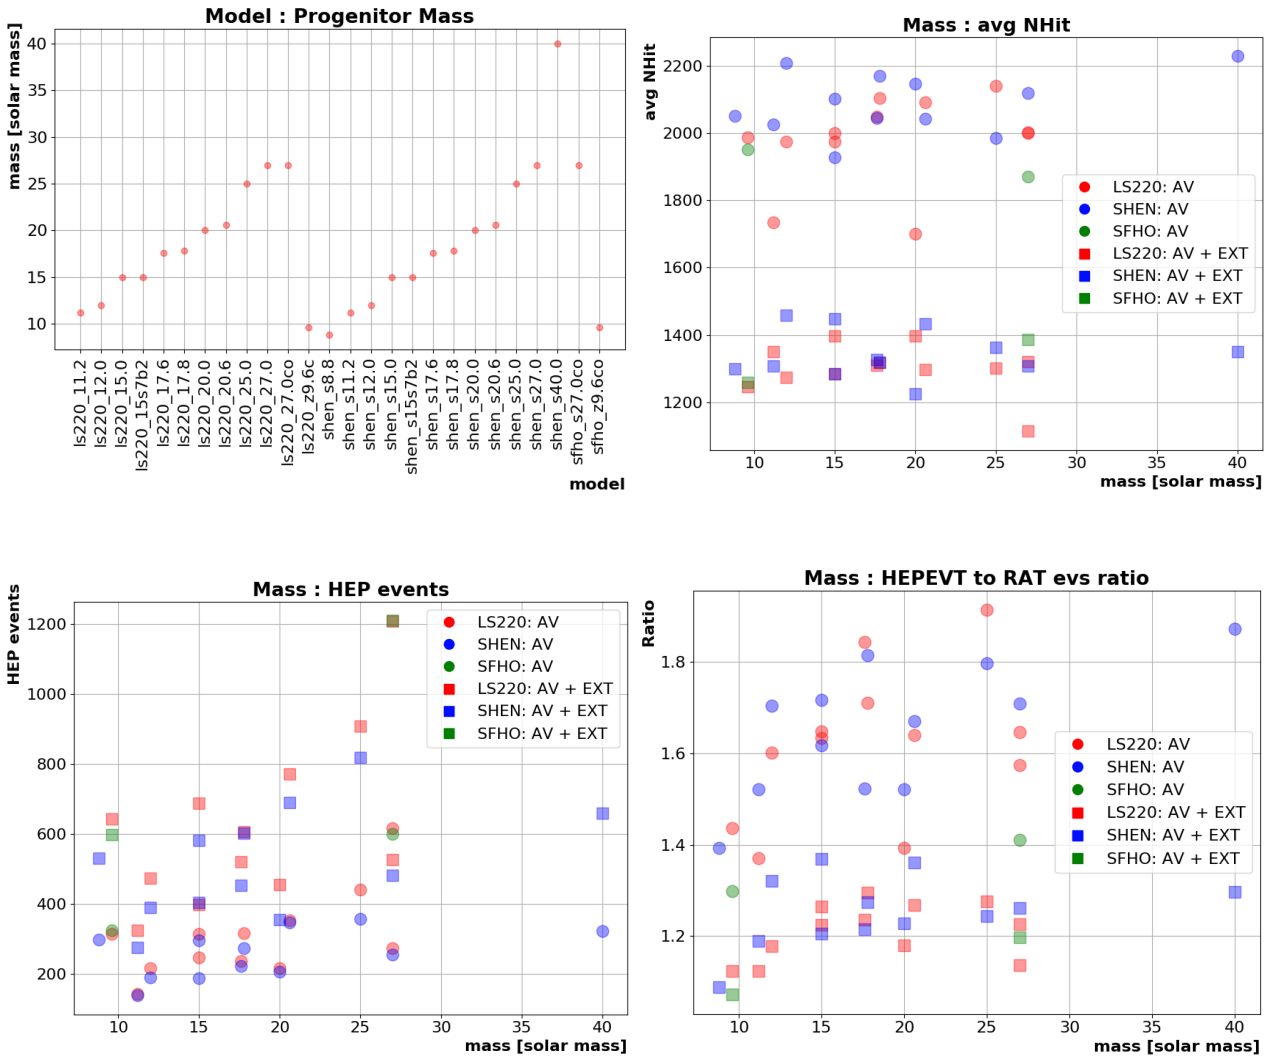 Model : Progenitor Mass
mass [solar mass]
40
35
30
25
20
15
10
ls220_11.2
ls220_12.0
ls220_15.0
ls220_15s7b2
ls220_17.6
ls220_17.8
ls220_20.0
ls220_20.6
ls220_25.0
ls220_27.0
ls220_27.0co
ls220_z9.6c
shen_s8.8
shen_s11.2
shen_s12.0
shen_s15.0
shen_s15s7b2
shen_s17.6
shen_s17.8
shen_s20.0
shen_s20.6
shen_s25.0
shen_s27.0
shen_s40.0
sfho_s27.0co
sfho_z9.6co
model
Mass : avg NHit
avg NHit
2200
2000
1800
1600
1400
1200
LS220: AV
SHEN: AV
SFHO: AV
LS220: AV + EXT
SHEN: AV + EXT
SFHO: AV + EXT
10 15 20 25 30 35 40
mass [solar mass]
Mass : HEP events
HEP events
1200
1000
800
600
400
200
LS220: AV
SHEN: AV
SFHO: AV
LS220: AV + EXT
SHEN: AV + EXT
SFHO: AV + EXT
10 15 20 25 30 35 40
mass [solar mass]
Mass : HEPEVT to RAT evs ratio
Ratio
1.8
1.6
1.4
1.2
LS220: AV
SHEN: AV
SFHO: AV
LS220: AV + EXT
SHEN: AV + EXT
SFHO: AV + EXT
10 15 20 25 30 35 40
mass [solar mass]